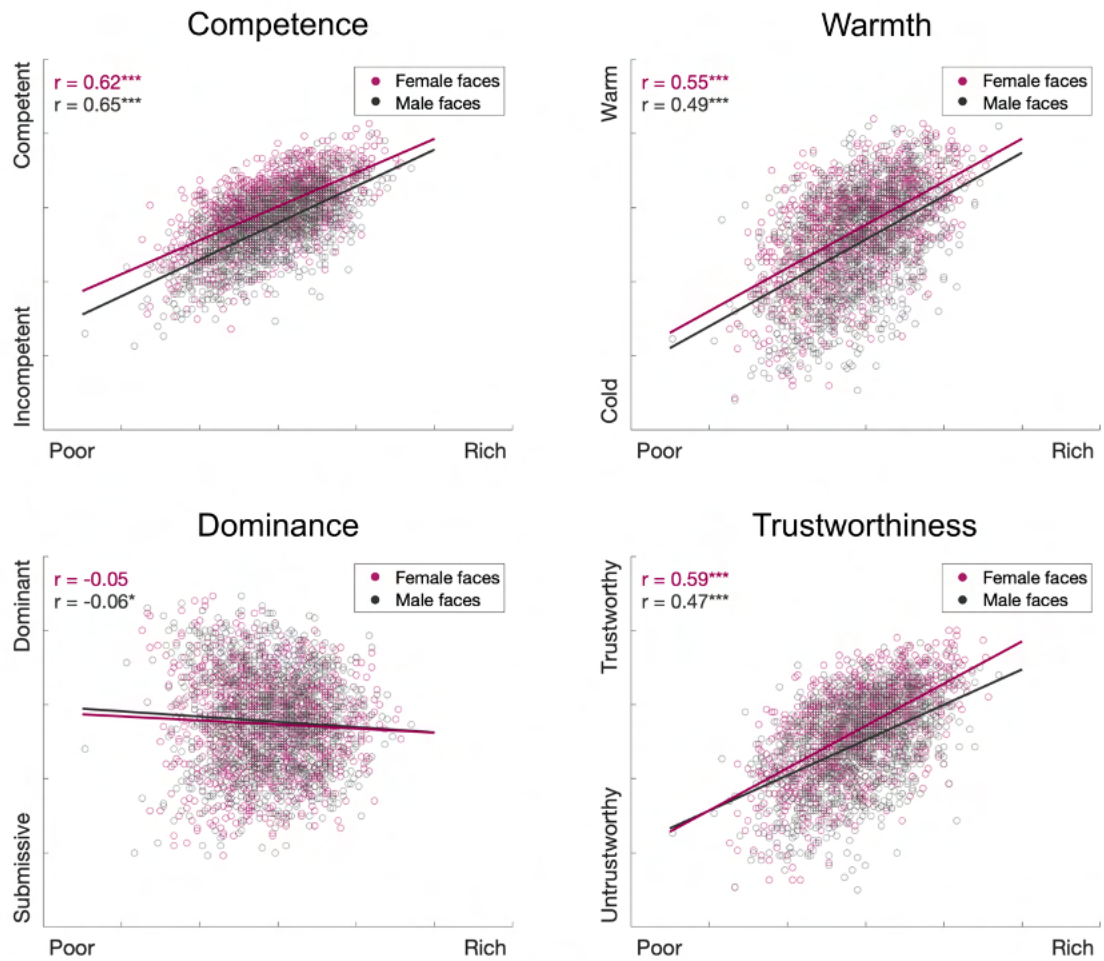 Competence
r = 0.62***
r = 0.65***
Female faces
Male faces
Competent
Incompetent
Poor
Rich
Warmth
r = 0.55***
r = 0.49***
Female faces
Male faces
Warm
Cold
Poor
Rich
Dominance
r = -0.05
r = -0.06*
Female faces
Male faces
Dominant
Submissive
Poor
Rich
Trustworthiness
r = 0.59***
r = 0.47***
Female faces
Male faces
Trustworthy
Untrustworthy
Poor
Rich